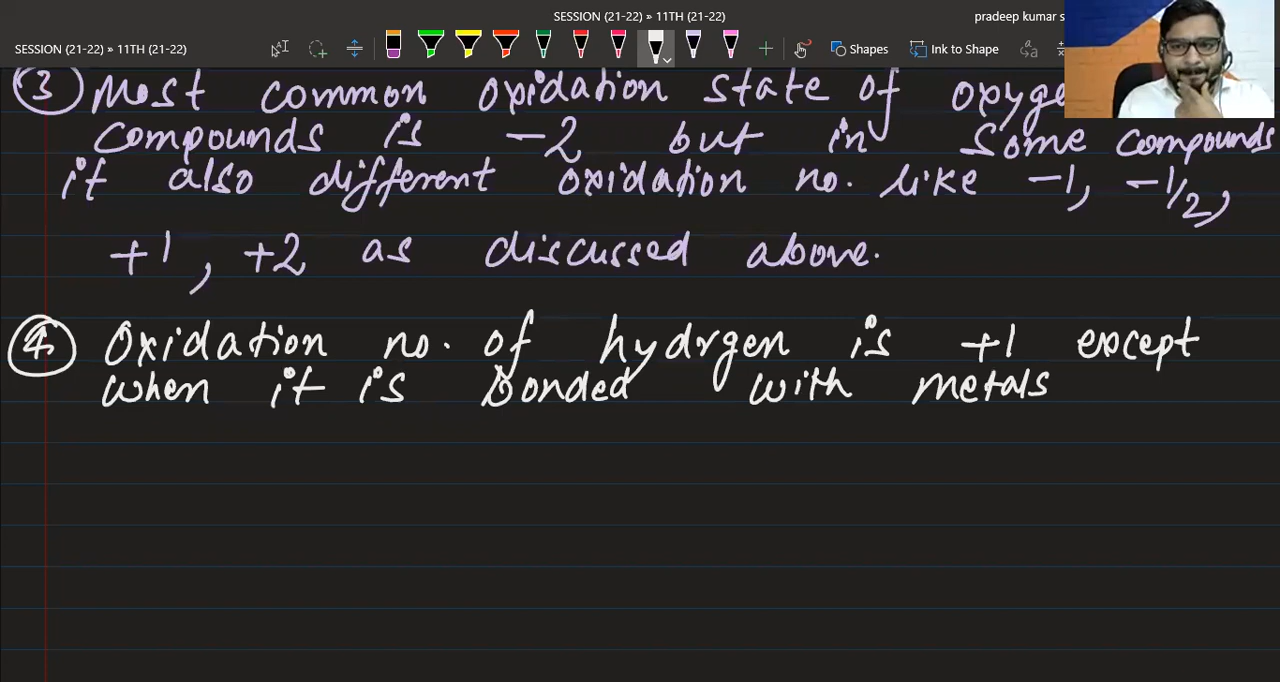 SESSION (21-22) » 11TH (21-22)
pradeep kumar s
SESSION (21-22) » 11TH (21-22)
Shapes
Ink to Shape
③ Most common oxidation state of oxyge
compounds is -2 but in some compounds
it also different oxidation no. like -1, -1/2,
+1, +2 as discussed above.
④ Oxidation no. of hydrgen is +1 except
when it is bonded with metals